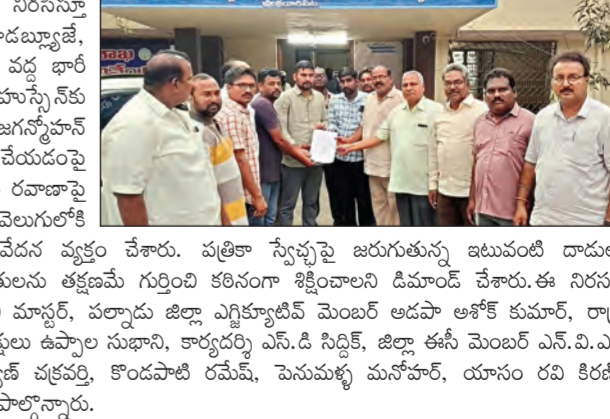 నిరసిస్తూ
డబ్ల్యూజే,
వద్ద భారీ
హుస్సేన్‌కు
జగన్మోహన్
చేయడంపై
రవాణాపై
వెలుగులోకి
వేదన వ్యక్తం చేశారు. పత్రికా స్వేచ్ఛపై జరుగుతున్న ఇటువంటి దాడుల
తులను తక్షణమే గుర్తించి కఠినంగా శిక్షించాలని డిమాండ్ చేశారు.ఈ నిరస
మాస్టర్, పల్నాడు జిల్లా ఎగ్జిక్యూటివ్ మెంబర్ అడపా అశోక్ కుమార్,
క్షులు ఉప్పాల సుభాని, కార్యదర్శి ఎస్.డి సిద్దిక్, జిల్లా ఈసీ మెంబర్ ఎన్.వి.ఎ
ణ్ చక్రవర్తి, కొండపాటి రమేష్, పెనుమళ్ళ మనోహర్, యాసం రవి కిరణ్
పాల్గొన్నారు.